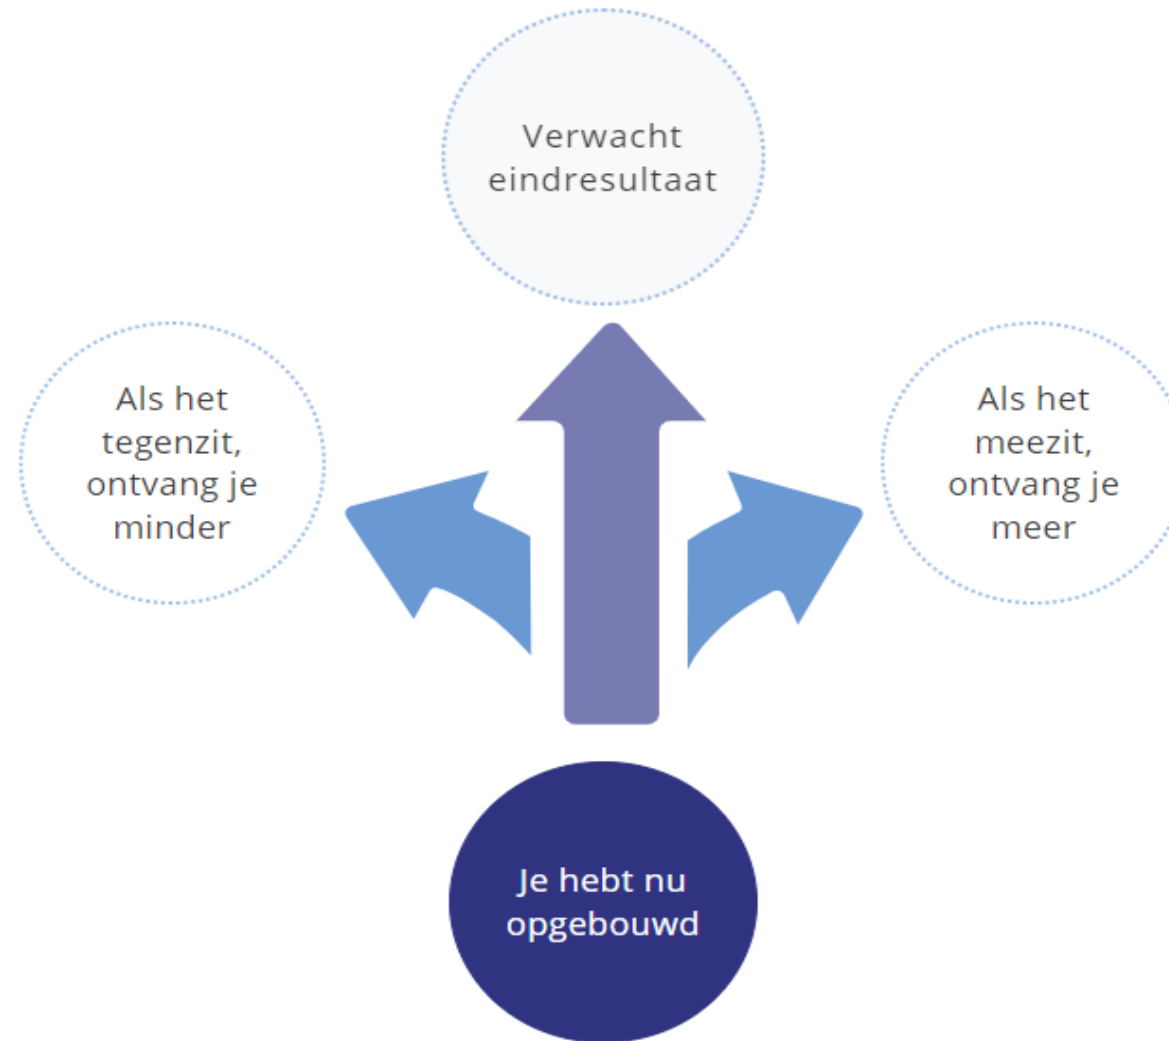 Verwacht
eindresultaat
Als het
tegenzit,
ontvang je
minder
Als het
meezit,
ontvang je
meer
Je hebt nu
opgebouwd